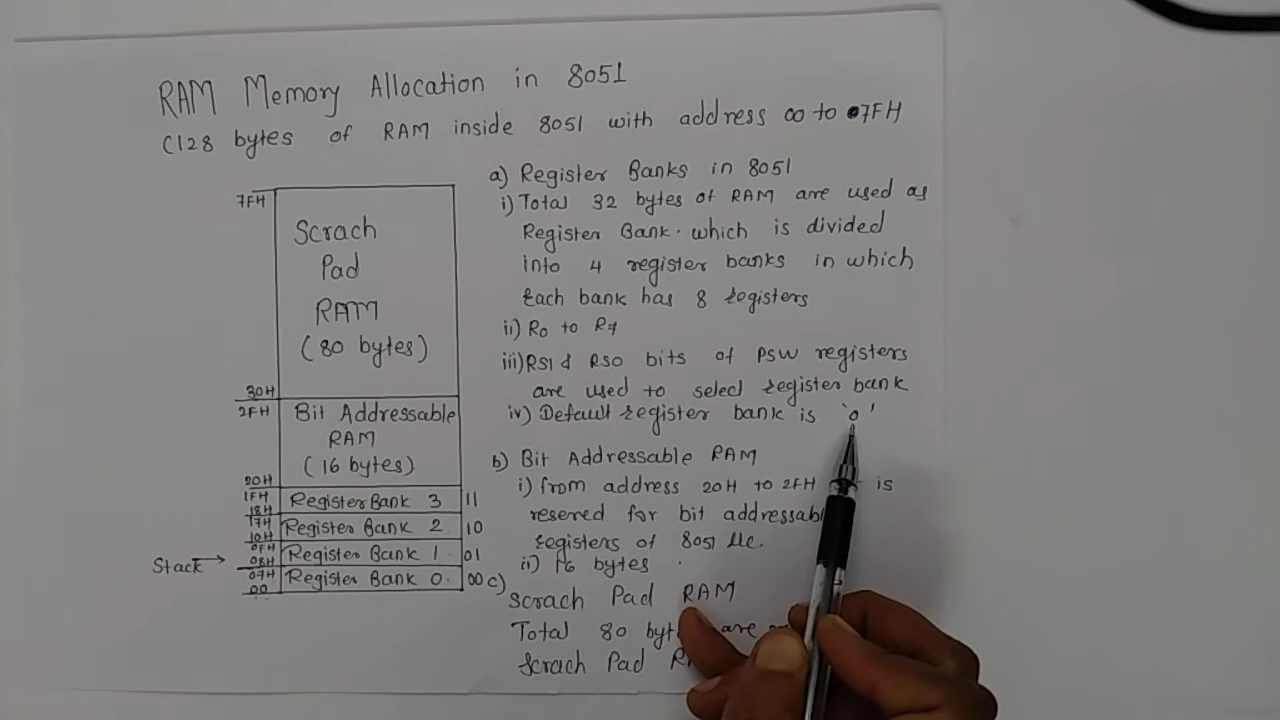 RAM Memory Allocation in 8051
(128 bytes of RAM inside 8051 with address 00 to 07FH
7FH
Scrach
Pad
RAM
(80 bytes)
30H
2FH
Bit Addressable
RAM
(16 bytes)
20H
1FH
Register Bank 3 11
18H
17H
Register Bank 2 10
10H
0FH
Register Bank 1 01
08H
Stack
07H
Register Bank 0 00
00
a) Register Banks in 8051
i) Total 32 bytes of RAM are used as
Register Bank. which is divided
into 4 register banks in which
Each bank has 8 registers
ii) R0 to R7
iii) RS1 & RS0 bits of PSW registers
are used to select register bank
iv) Default register bank is '0'
b) Bit Addressable RAM
i) from address 20H to 2FH is
resered for bit addressabl
registers of 8051 Uc.
ii) 16 bytes
c)
Scrach Pad RAM
Total 80 byt are
Scrach Pad